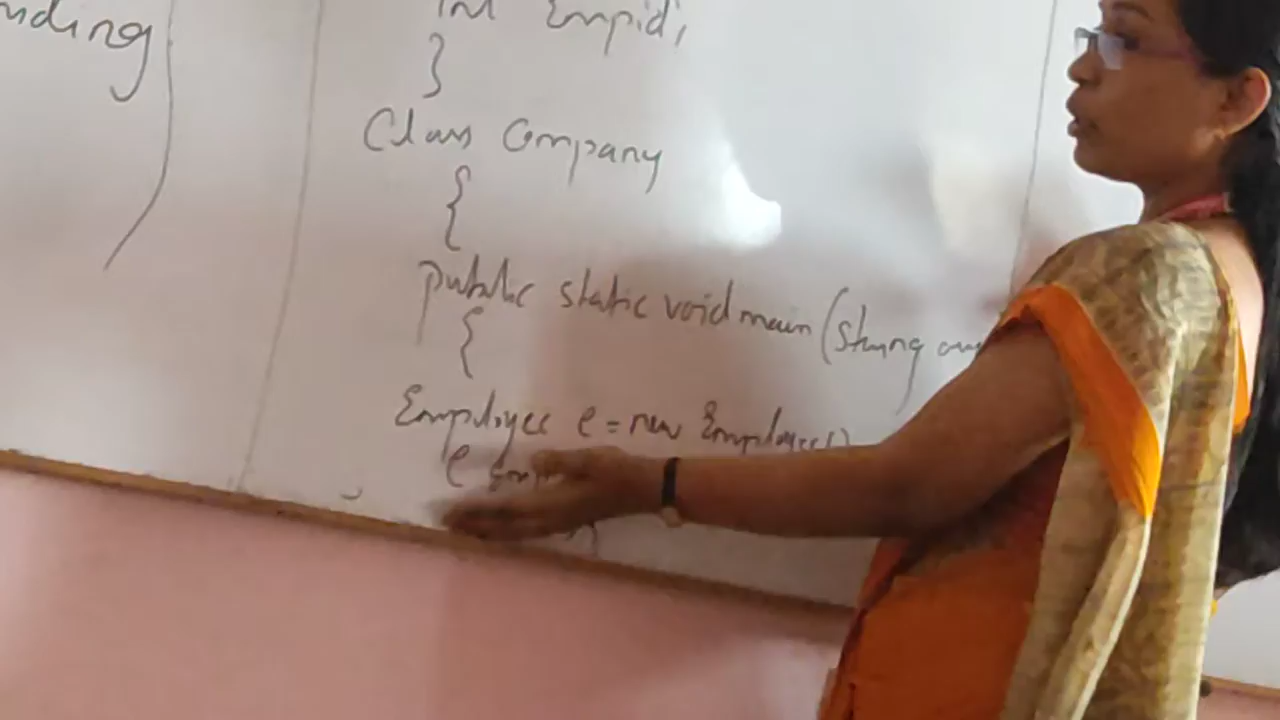 nding
int Empid;
}
Class Company
{
public static void main (String
{
Employee e = new Employee()
e